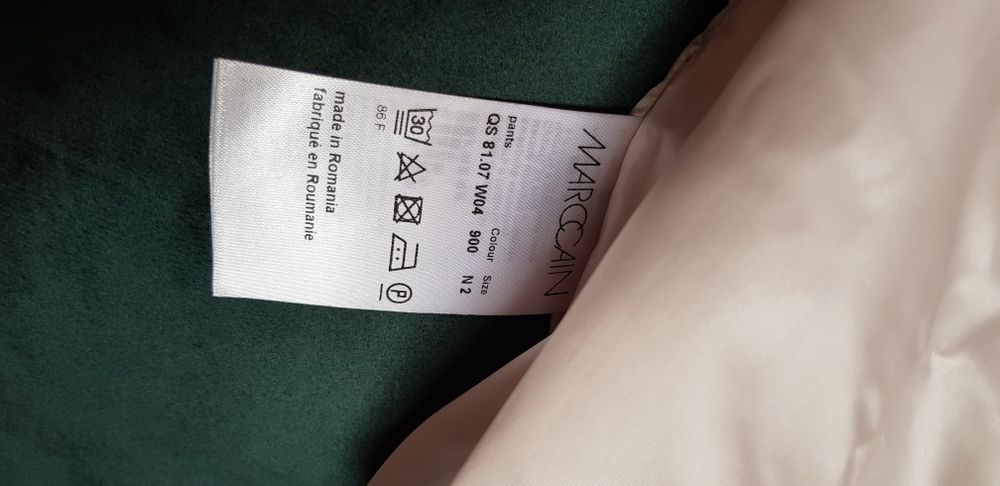 MARCCAIN
pants Colour Size
QS 81.07 W04 900 N 2
30 P
86 F
made in Romania
fabriqué en Roumanie